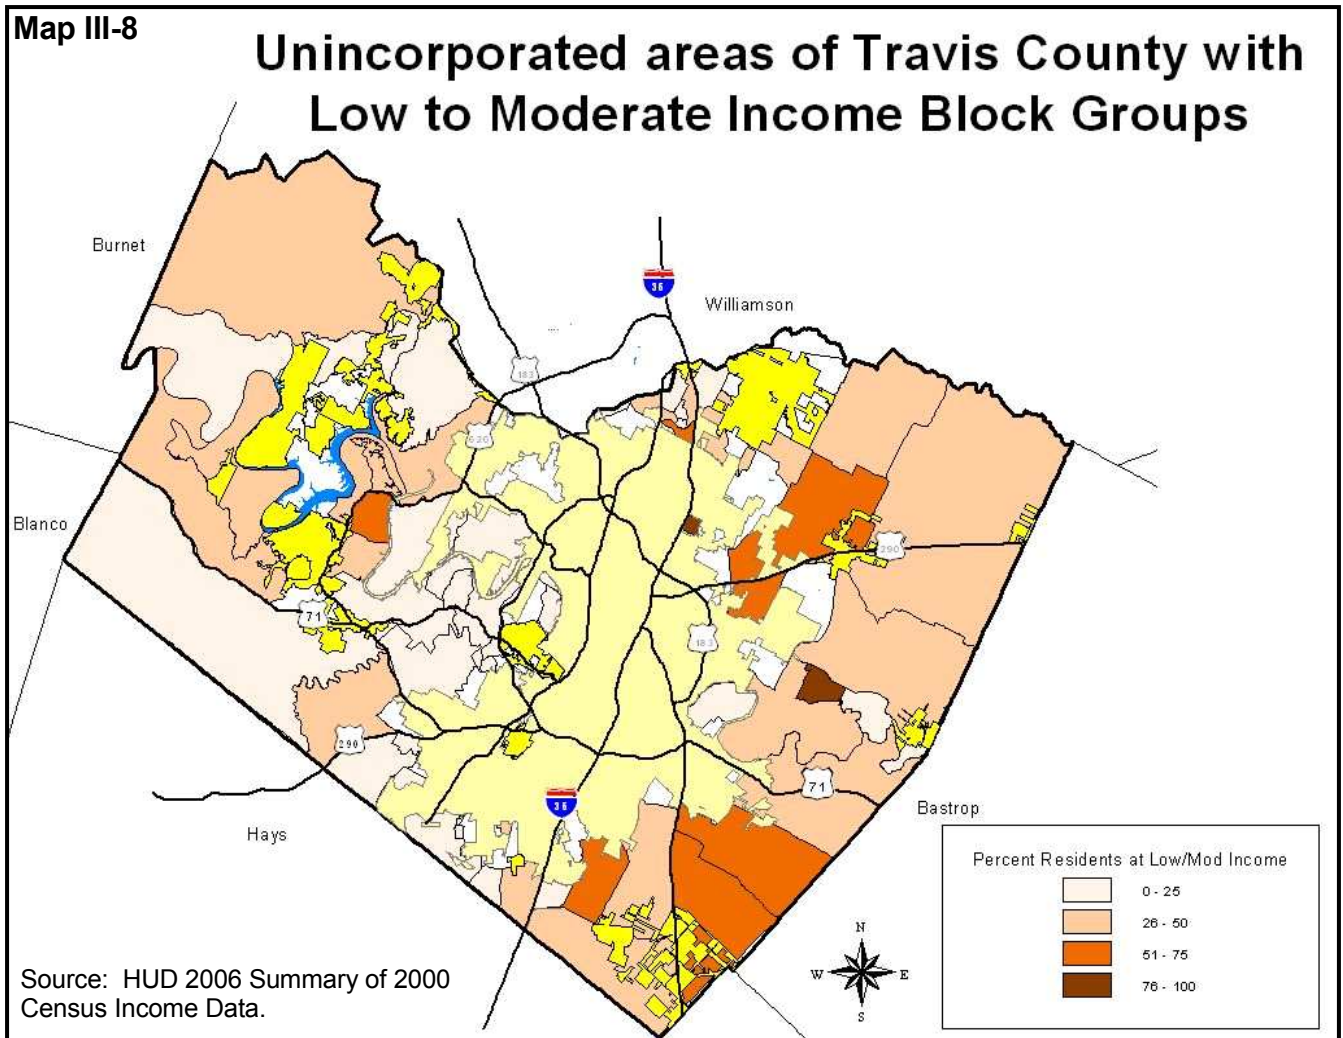 Map III-8
Unincorporated areas of Travis County with
Low to Moderate Income Block Groups
Burnet
36
Williamson
183
620
Blanco
290
71
183
290
71
36
Bastrop
Hays
Percent Residents at Low/Mod Income
0 - 25
26 - 50
51 - 75
76 - 100
N
W E
S
Source: HUD 2006 Summary of 2000
Census Income Data.